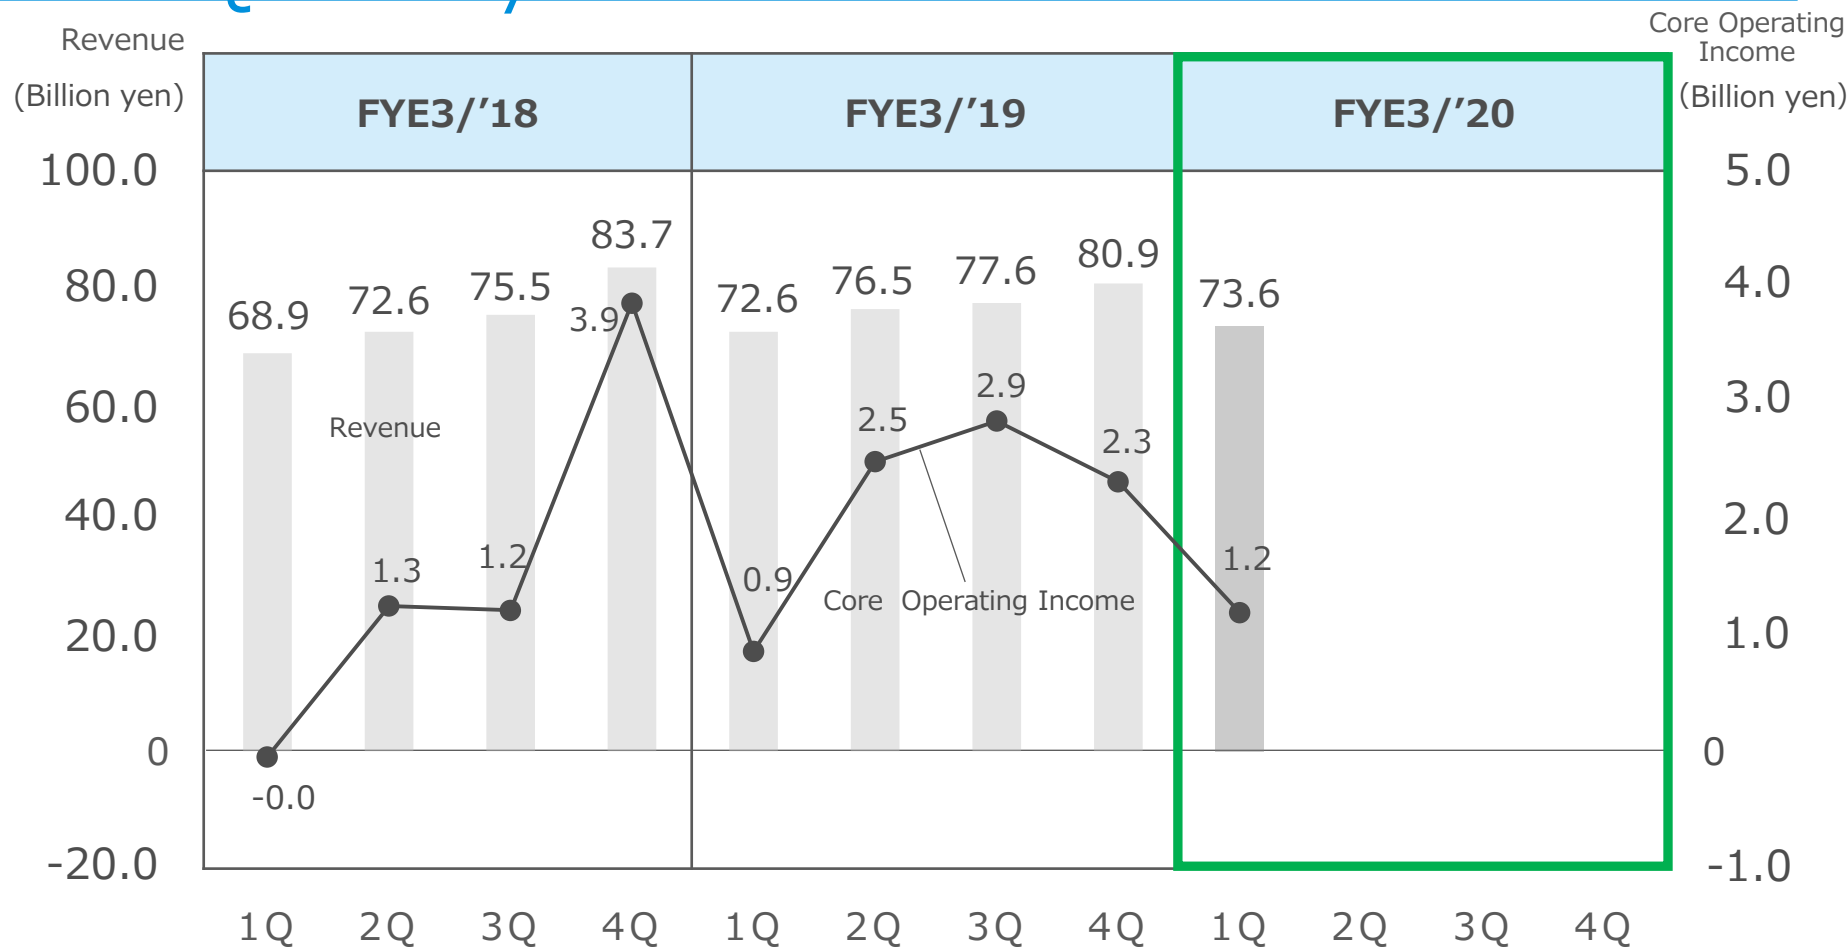 Revenue
(Billion yen)
Core Operating
Income
(Billion yen)
FYE3/’18
FYE3/’19
FYE3/’20
100.0
80.0
60.0
40.0
20.0
0
-20.0
5.0
4.0
3.0
2.0
1.0
0
-1.0
68.9
72.6
75.5
83.7
72.6
76.5
77.6
80.9
73.6
-0.0
1.3
1.2
3.9
0.9
2.5
2.9
2.3
1.2
Revenue
Core Operating Income
1Q 2Q 3Q 4Q 1Q 2Q 3Q 4Q 1Q 2Q 3Q 4Q